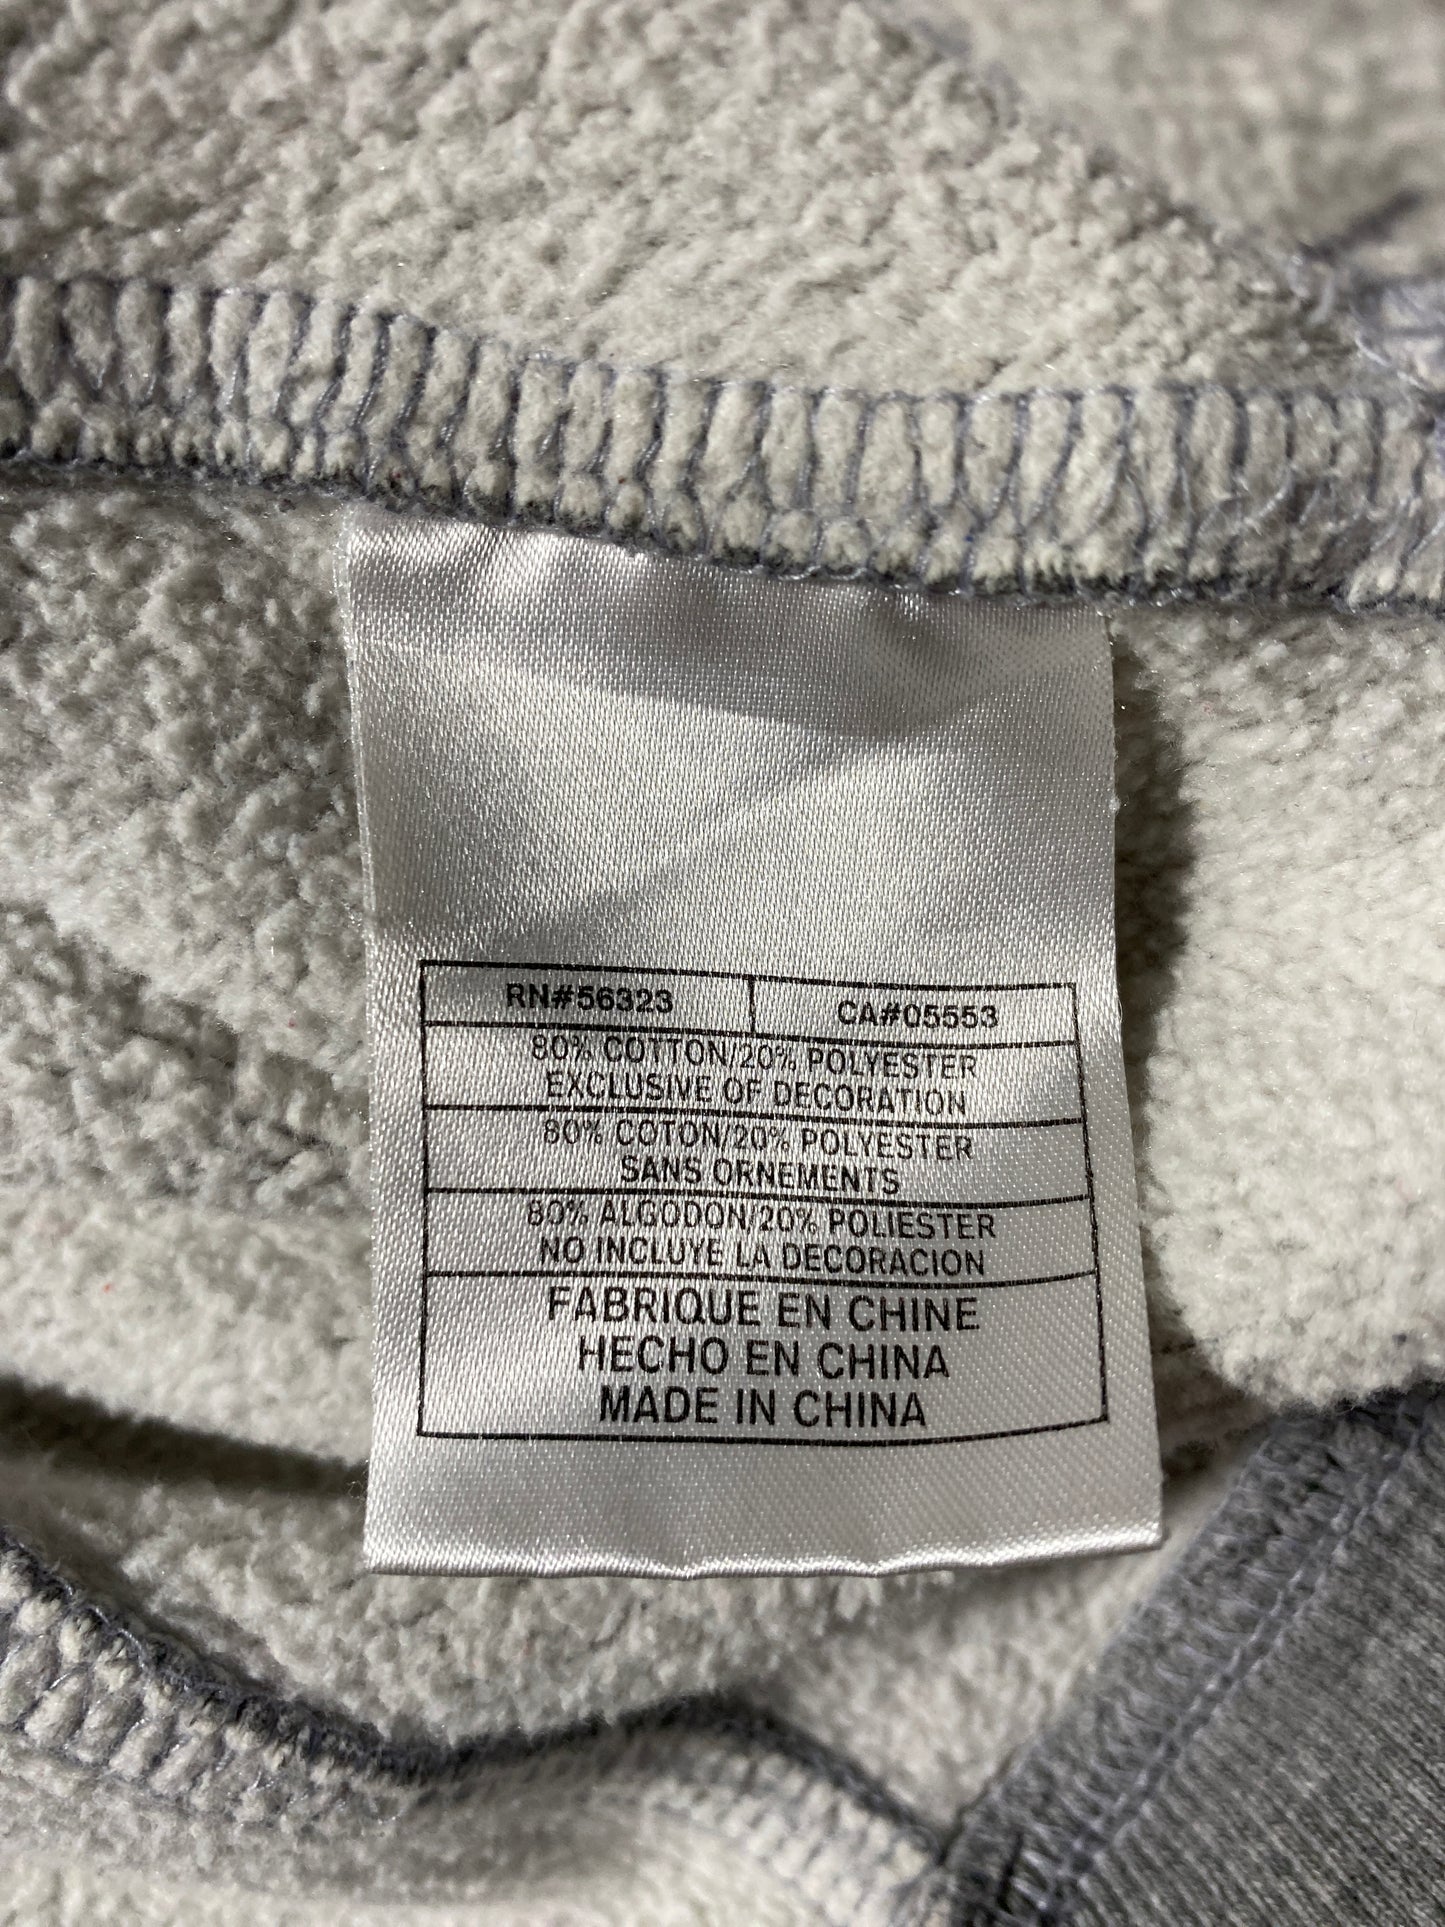 RN#56323 CA#05553
80% COTTON/20% POLYESTER
EXCLUSIVE OF DECORATION
80% COTON/20% POLYESTER
SANS ORNEMENTS
80% ALGODON/20% POLIESTER
NO INCLUYE LA DECORACION
FABRIQUE EN CHINE
HECHO EN CHINA
MADE IN CHINA